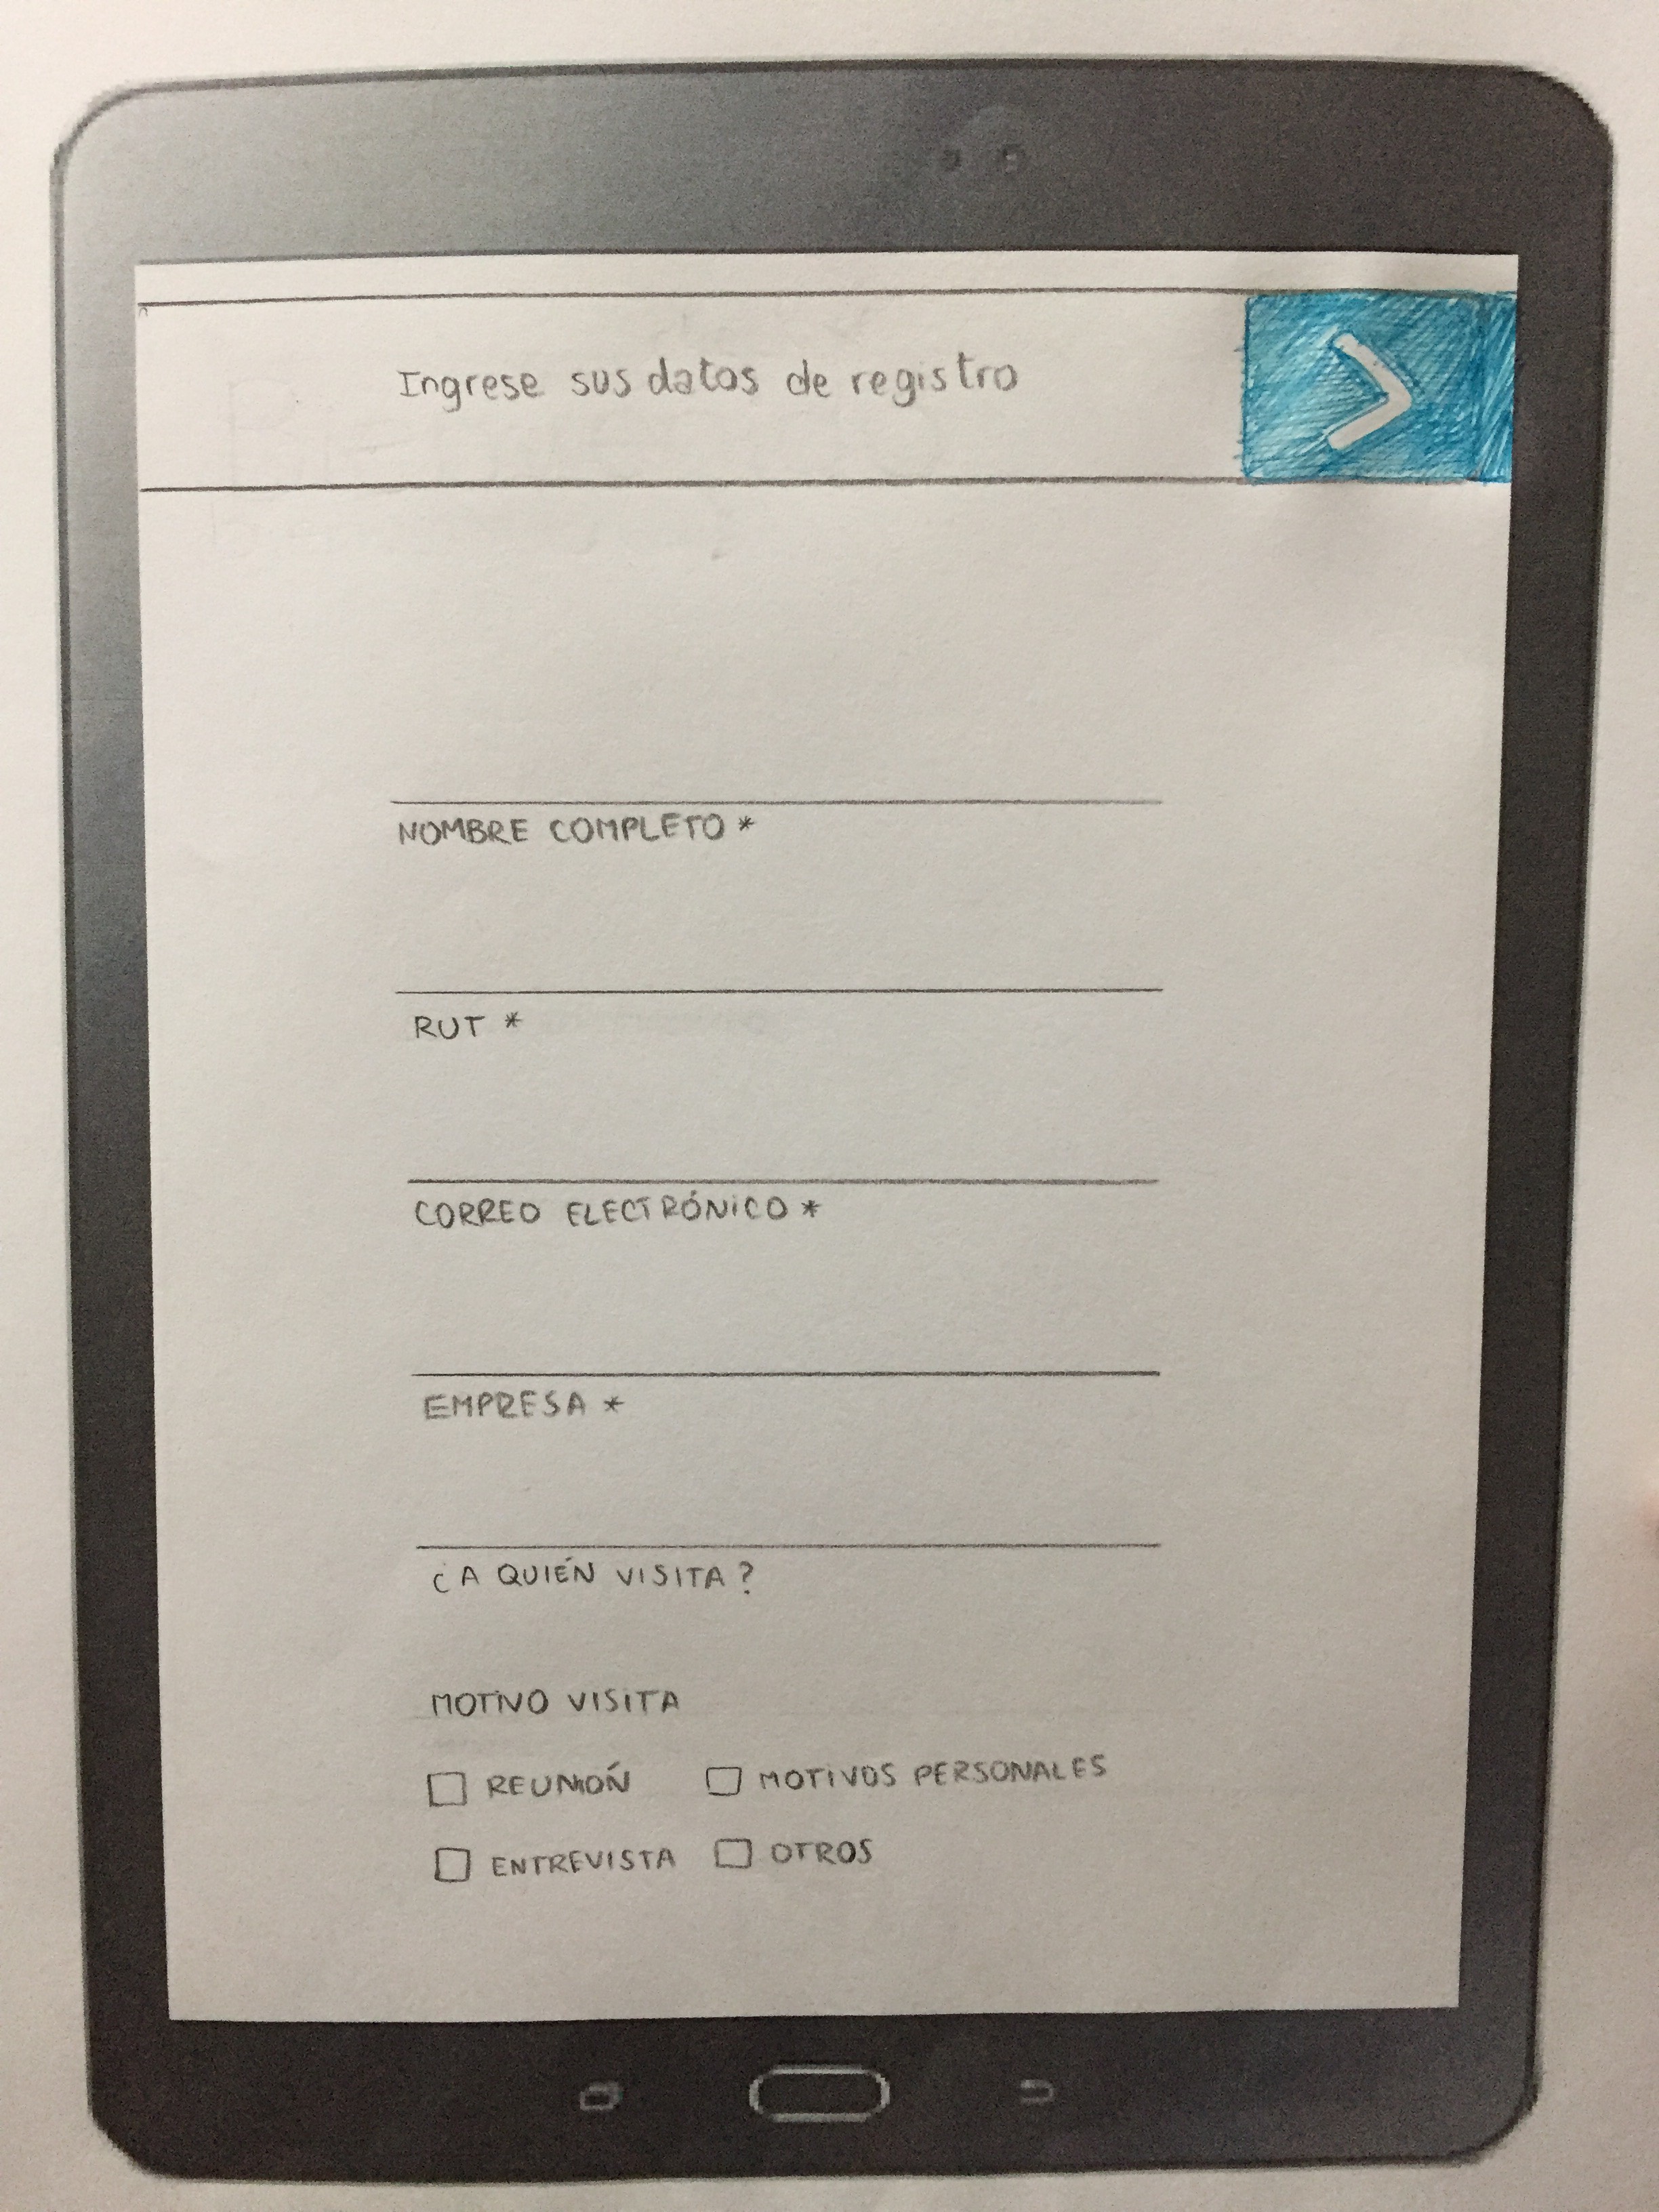 Ingrese sus datos de registro
NOMBRE COMPLETO *
RUT *
CORREO ELECTRÓNICO *
EMPRESA *
¿A QUIÉN VISITA?
MOTIVO VISITA
REUNIÓN MOTIVOS PERSONALES
ENTREVISTA OTROS